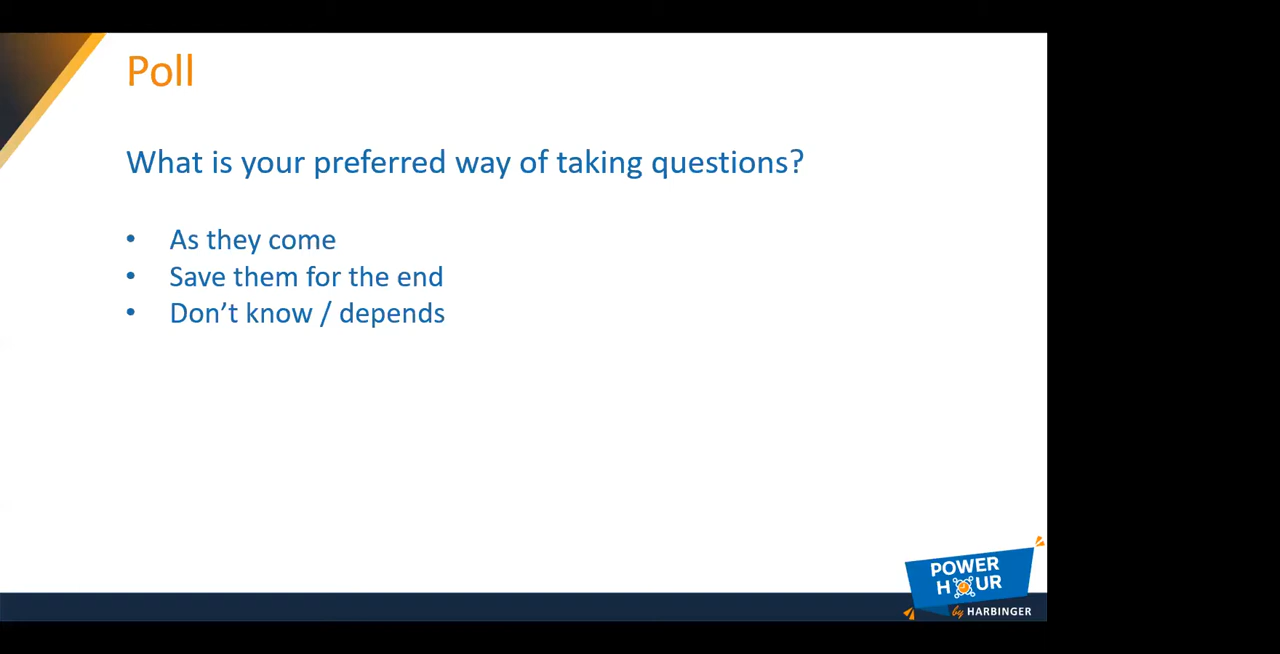 Poll
What is your preferred way of taking questions?
• As they come
• Save them for the end
• Don’t know / depends
POWER
HOUR
by HARBINGER